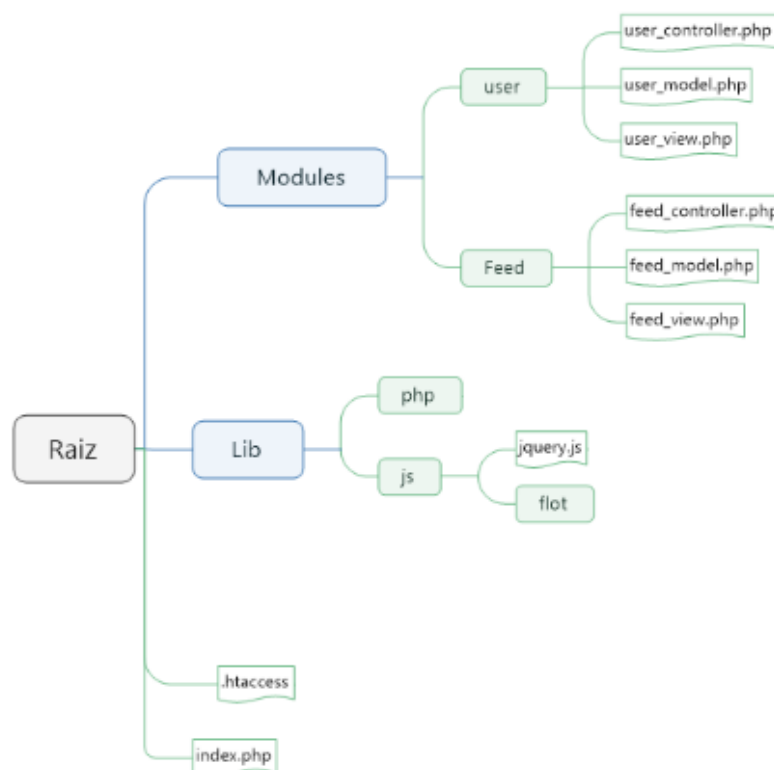 user_controller.php
user
user_model.php
user_view.php
Modules
feed_controller.php
Feed
feed_model.php
feed_view.php
php
Raiz
Lib
jquery.js
js
flot
.htaccess
index.php